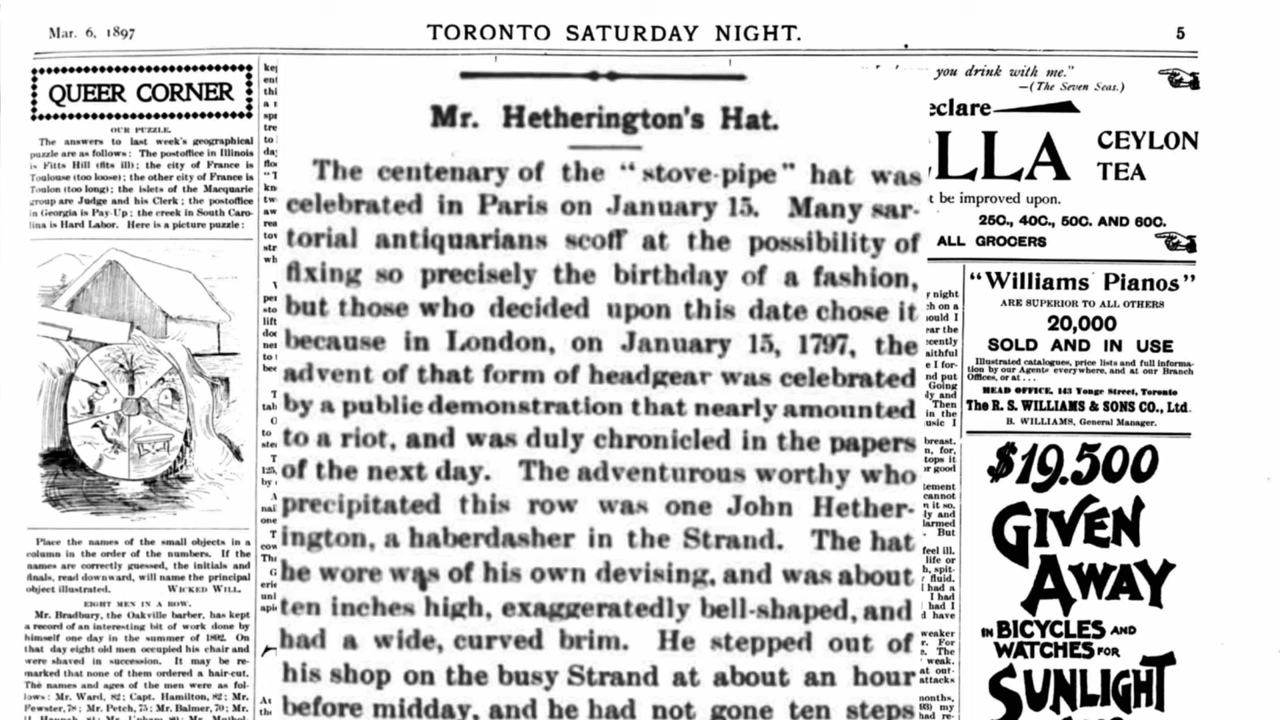 Mar. 6, 1897
TORONTO SATURDAY NIGHT.
5
QUEER CORNER
OUR PUZZLE.
The answers to last week's geographical
puzzle are as follows: The postoffice in Illinois
is Fitts Hill (fits ill); the city of France is
Toulouse (too loose); the other city of France is
Toulon (too long); the islets of the Macquarie
group are Judge and his Clerk; the postoffice
in Georgia is Pay-Up; the creek in South Caro-
lina is Hard Labor. Here is a picture puzzle:
Place the names of the small objects in a
column in the order of the numbers. If the
names are correctly guessed, the initials and
finals, read downward, will name the principal
object illustrated. WICKED WILL.
EIGHT MEN IN A ROW.
Mr. Bradbury, the Oakville barber, has kept
a record of an interesting bit of work done by
himself one day in the summer of 1892. On
that day eight old men occupied his chair and
were shaved in succession. It may be re-
marked that none of them ordered a hair-cut.
The names and ages of the men were as fol-
lows: Mr. Ward, 82; Capt. Hamilton, 82; Mr.
Pewster, 78; Mr. Petch, 75; Mr. Balmer, 70; Mr.
Mr. Hetherington's Hat.
The centenary of the "stove-pipe" hat was
celebrated in Paris on January 15. Many sar-
torial antiquarians scoff at the possibility of
fixing so precisely the birthday of a fashion,
but those who decided upon this date chose it
because in London, on January 15, 1797, the
advent of that form of headgear was celebrated
by a public demonstration that nearly amounted
to a riot, and was duly chronicled in the papers
of the next day. The adventurous worthy who
precipitated this row was one John Hether-
ington, a haberdasher in the Strand. The hat
he wore was of his own devising, and was about
ten inches high, exaggeratedly bell-shaped, and
had a wide, curved brim. He stepped out of
his shop on the busy Strand at about an hour
before midday, and he had not gone ten steps
you drink with me."
—(The Seven Seas.)
eclare
LLA CEYLON
TEA
t be improved upon.
25C., 40C., 50C. AND 60C.
ALL GROCERS
"Williams Pianos"
ARE SUPERIOR TO ALL OTHERS
20,000
SOLD AND IN USE
Illustrated catalogues, price lists and full informa-
tion by our Agents everywhere, and at our Branch
Offices, or at . . .
HEAD OFFICE, 143 Yonge Street, Toronto
The R. S. WILLIAMS & SONS CO., Ltd.
B. WILLIAMS, General Manager.
$19.500
GIVEN
AWAY
IN BICYCLES AND
WATCHES FOR
SUNLIGHT